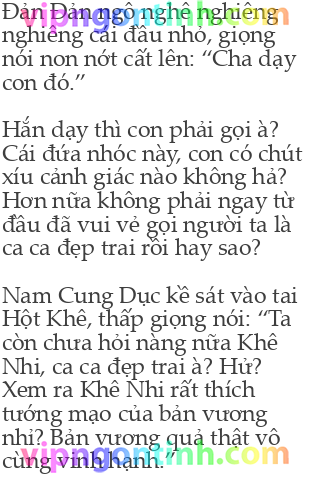 Đản Đản ngô nghê nghiêng
vipngontinh.com
nghiêng cái đầu nhỏ, giọng
nói non nớt cất lên: “Cha dạy
con đó.”
Hắn dạy thì con phải gọi à?
Cái đứa nhóc này, con có chút
xíu cảnh giác nào không hả?
Hơn nữa không phải ngay từ
đầu đã vui vẻ gọi người ta là
ca ca đẹp trai rồi hay sao?
Nam Cung Dục kề sát vào tai
Hột Khê, thấp giọng nói: “Ta
còn chưa hỏi nàng nữa Khê
Nhi, ca ca đẹp trai à? Hử?
Xem ra Khê Nhi rất thích
tướng mạo của bản vương
nhỉ? Bản vương quả thật vô
cùng vinh hạnh.”
vipngontinh.com